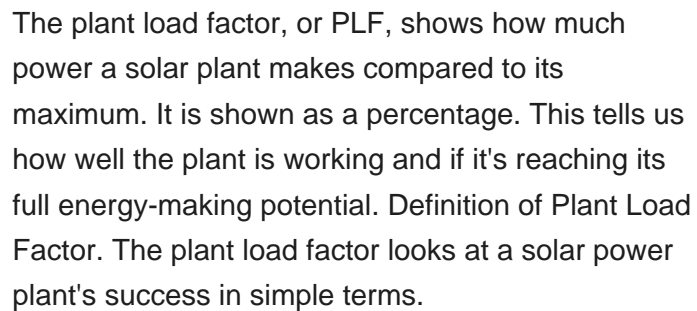 The plant load factor, or PLF, shows how much
power a solar plant makes compared to its
maximum. It is shown as a percentage. This tells us
how well the plant is working and if it's reaching its
full energy-making potential. Definition of Plant Load
Factor. The plant load factor looks at a solar power
plant's success in simple terms.